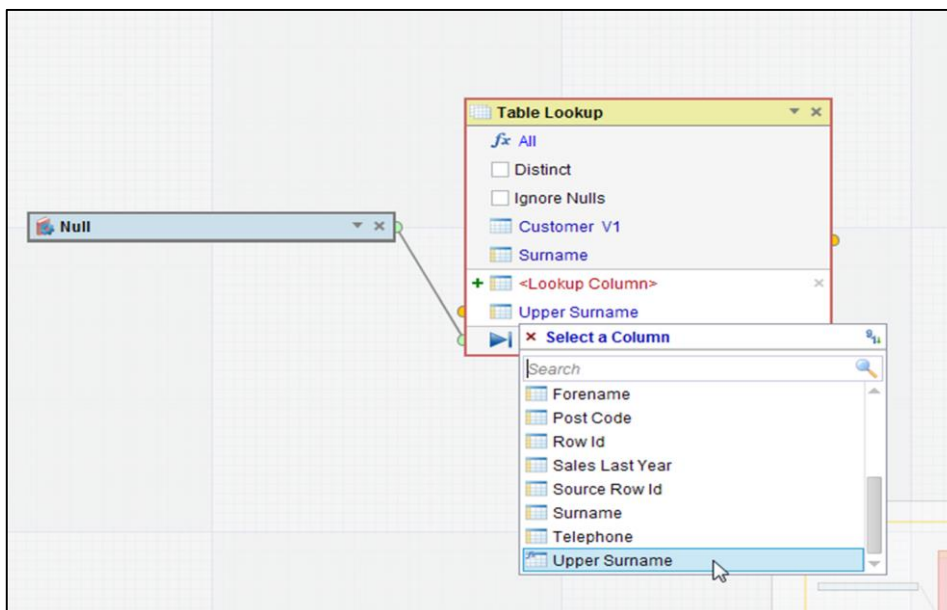 Table Lookup
fx All
Distinct
Ignore Nulls
Null
Customer V1
Surname
<Lookup Column>
Upper Surname
Select a Column
Search
Forename
Post Code
Row Id
Sales Last Year
Source Row Id
Surname
Telephone
Upper Surname